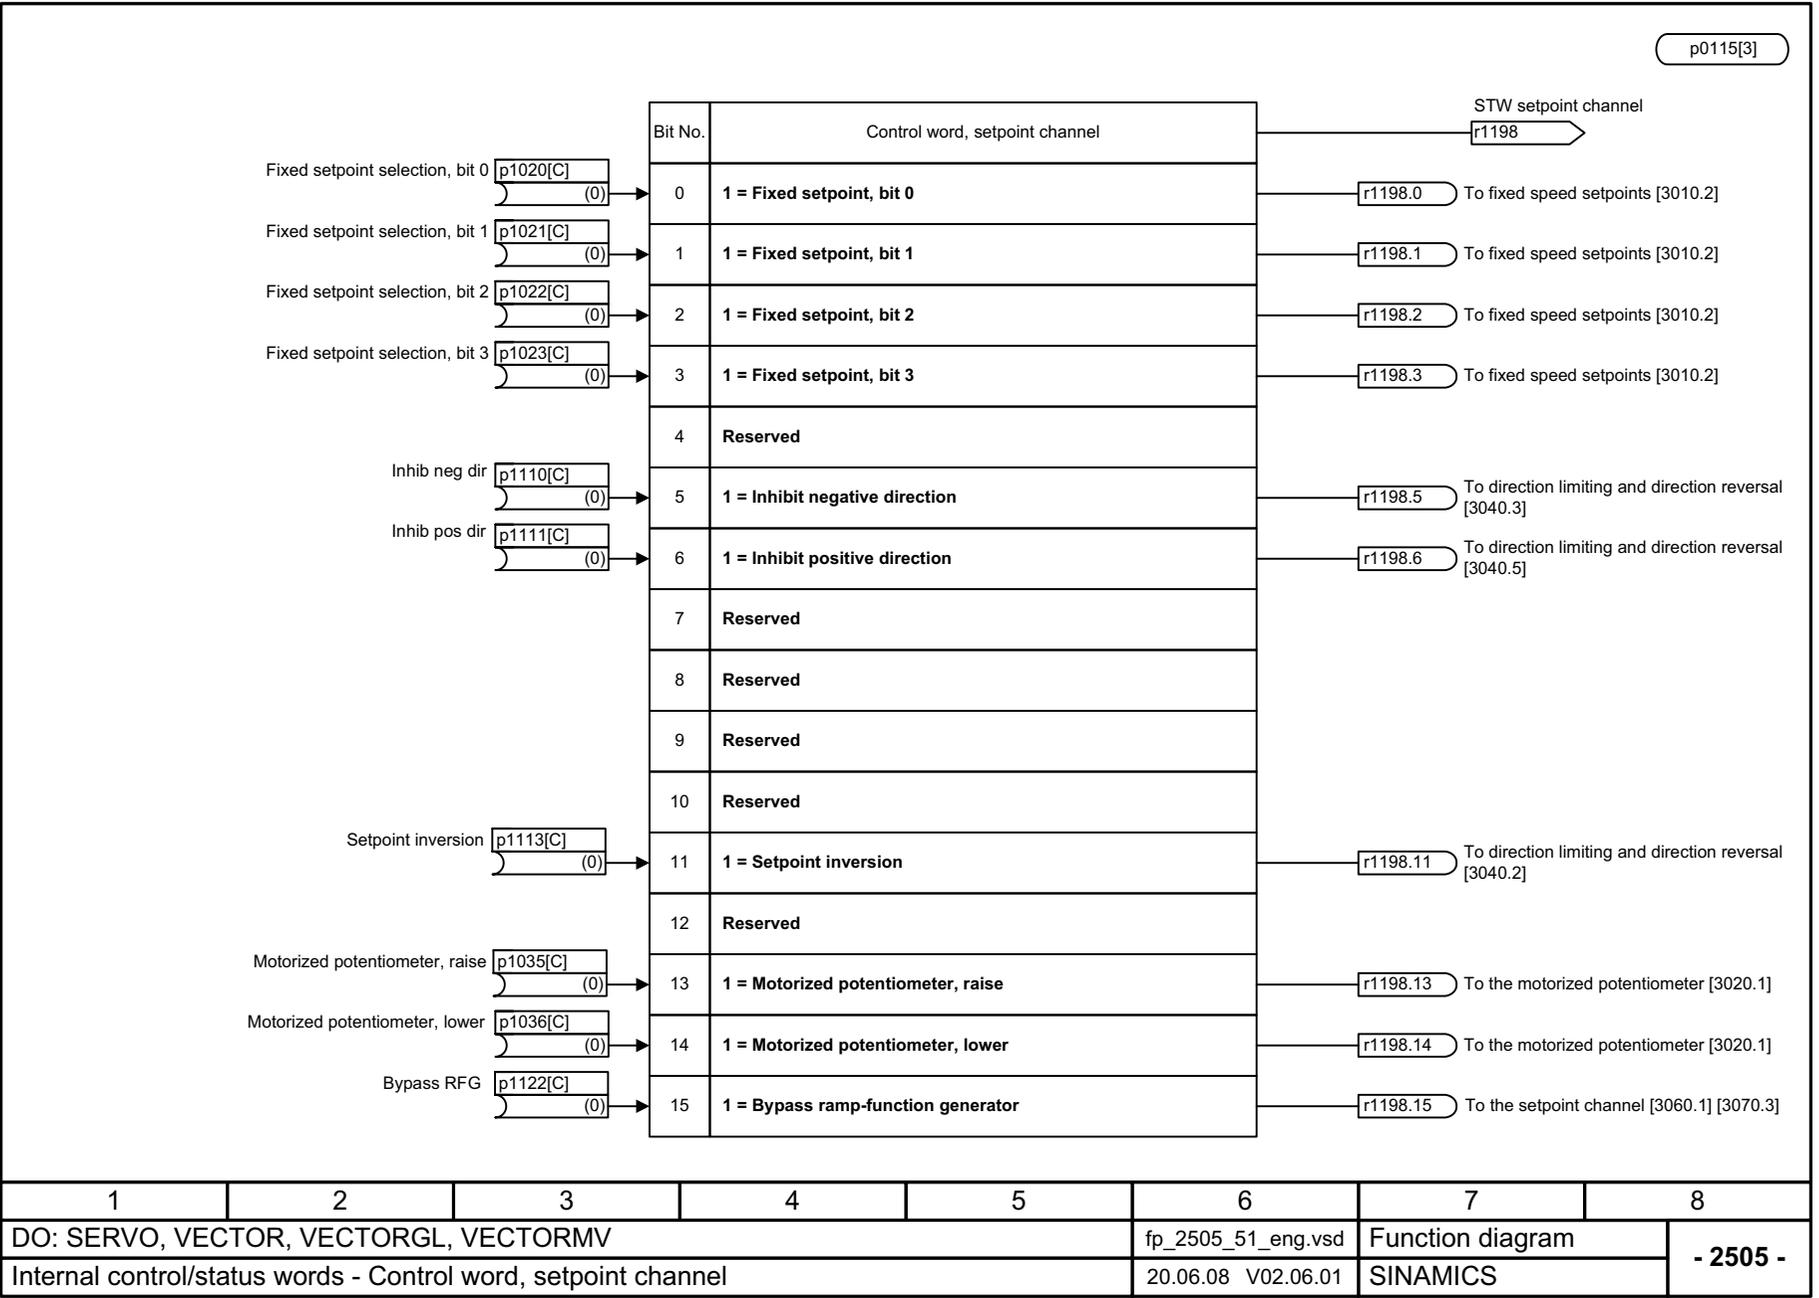 p0115[3]
STW setpoint channel
Bit No. Control word, setpoint channel r1198
Fixed setpoint selection, bit 0 p1020[C]
(0) 0 1 = Fixed setpoint, bit 0 r1198.0 To fixed speed setpoints [3010.2]
Fixed setpoint selection, bit 1 p1021[C]
(0) 1 1 = Fixed setpoint, bit 1 r1198.1 To fixed speed setpoints [3010.2]
Fixed setpoint selection, bit 2 p1022[C]
(0) 2 1 = Fixed setpoint, bit 2 r1198.2 To fixed speed setpoints [3010.2]
Fixed setpoint selection, bit 3 p1023[C]
(0) 3 1 = Fixed setpoint, bit 3 r1198.3 To fixed speed setpoints [3010.2]
4 Reserved
Inhib neg dir p1110[C]
(0) 5 1 = Inhibit negative direction r1198.5 To direction limiting and direction reversal
[3040.3]
Inhib pos dir p1111[C]
(0) 6 1 = Inhibit positive direction r1198.6 To direction limiting and direction reversal
[3040.5]
7 Reserved
8 Reserved
9 Reserved
10 Reserved
Setpoint inversion p1113[C]
(0) 11 1 = Setpoint inversion r1198.11 To direction limiting and direction reversal
[3040.2]
12 Reserved
Motorized potentiometer, raise p1035[C]
(0) 13 1 = Motorized potentiometer, raise r1198.13 To the motorized potentiometer [3020.1]
Motorized potentiometer, lower p1036[C]
(0) 14 1 = Motorized potentiometer, lower r1198.14 To the motorized potentiometer [3020.1]
Bypass RFG p1122[C]
(0) 15 1 = Bypass ramp-function generator r1198.15 To the setpoint channel [3060.1] [3070.3]
1 2 3 4 5 6 7 8
DO: SERVO, VECTOR, VECTORGL, VECTORMV fp_2505_51_eng.vsd Function diagram
- 2505 -
Internal control/status words - Control word, setpoint channel 20.06.08 V02.06.01 SINAMICS